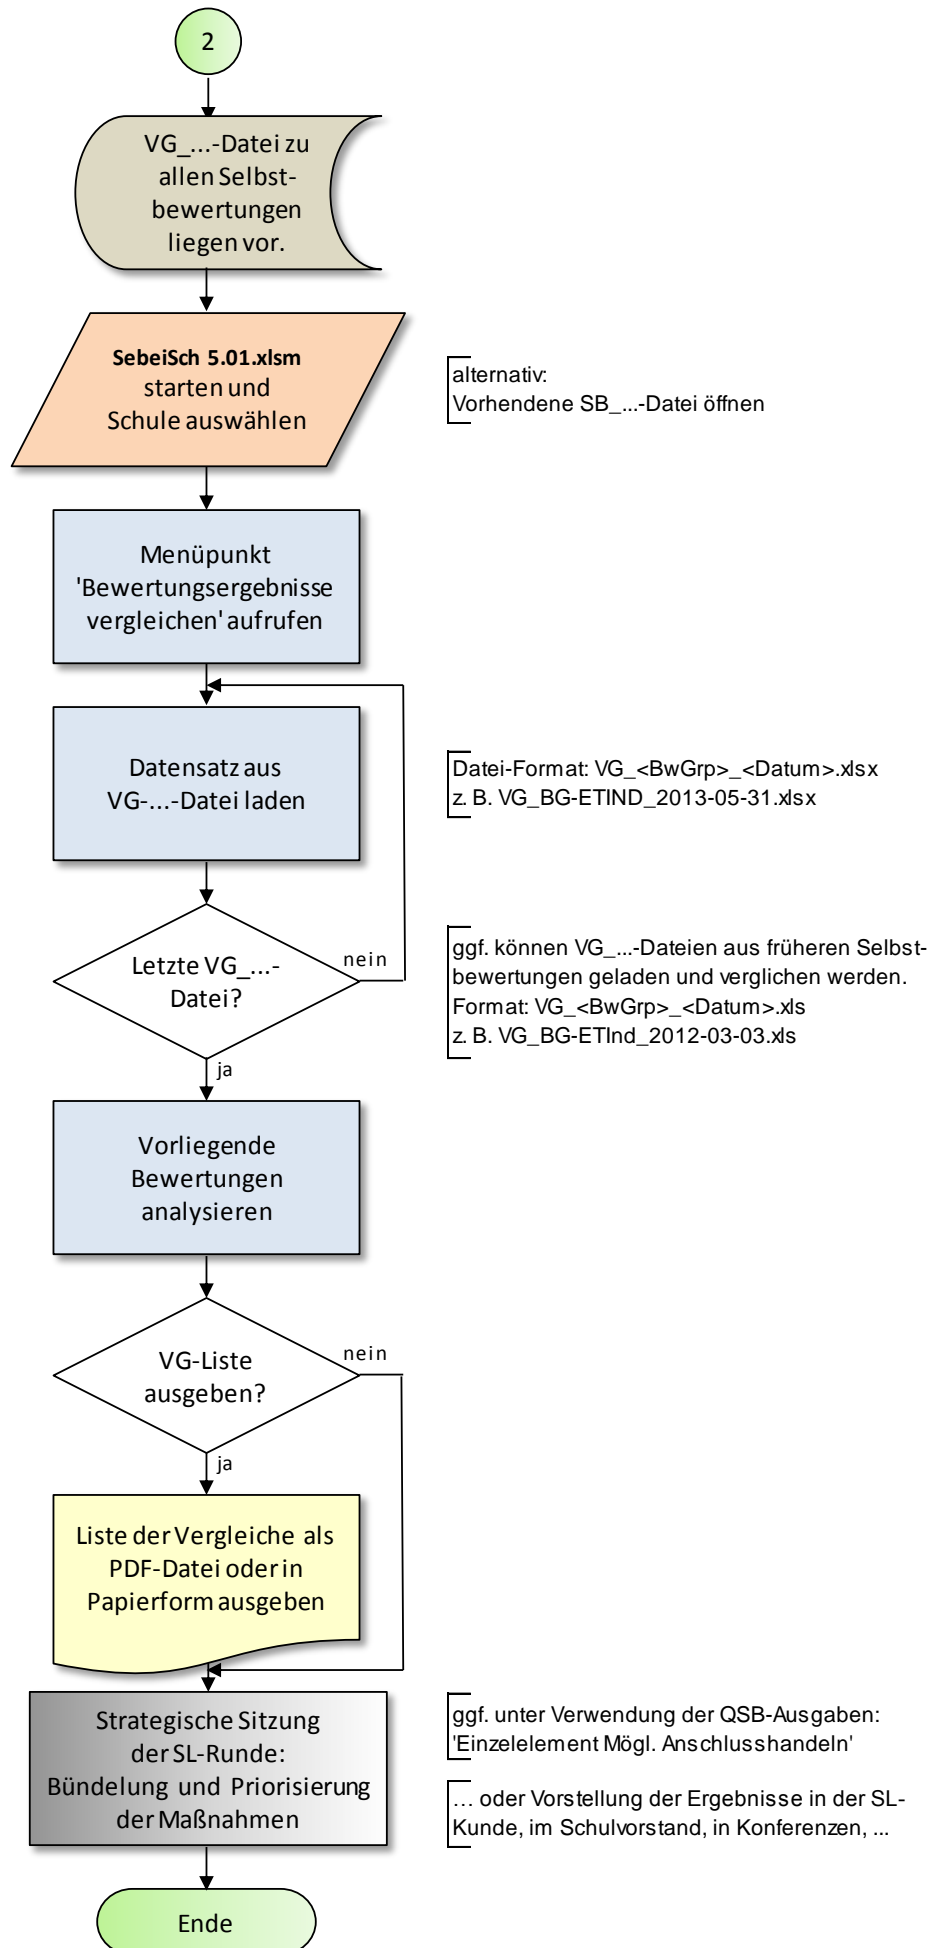 2
VG_...-Datei zu
allen Selbst-
bewertungen
liegen vor.
SebeiSch 5.01.xlsm
starten und
Schule auswählen
alternativ:
Vorhendene SB_...-Datei öffnen
Menüpunkt
'Bewertungsergebnisse
vergleichen' aufrufen
Datensatz aus
VG-...-Datei laden
Datei-Format: VG_<BwGrp>_<Datum>.xlsx
z. B. VG_BG-ETIND_2013-05-31.xlsx
Letzte VG_...-
Datei?
nein
ja
ggf. können VG_...-Dateien aus früheren Selbst-
bewertungen geladen und verglichen werden.
Format: VG_<BwGrp>_<Datum>.xls
z. B. VG_BG-ETInd_2012-03-03.xls
Vorliegende
Bewertungen
analysieren
VG-Liste
ausgeben?
nein
ja
Liste der Vergleiche als
PDF-Datei oder in
Papierform ausgeben
Strategische Sitzung
der SL-Runde:
Bündelung und Priorisierung
der Maßnahmen
ggf. unter Verwendung der QSB-Ausgaben:
'Einzelelement Mögl. Anschlusshandeln'
… oder Vorstellung der Ergebnisse in der SL-
Kunde, im Schulvorstand, in Konferenzen, ...
Ende